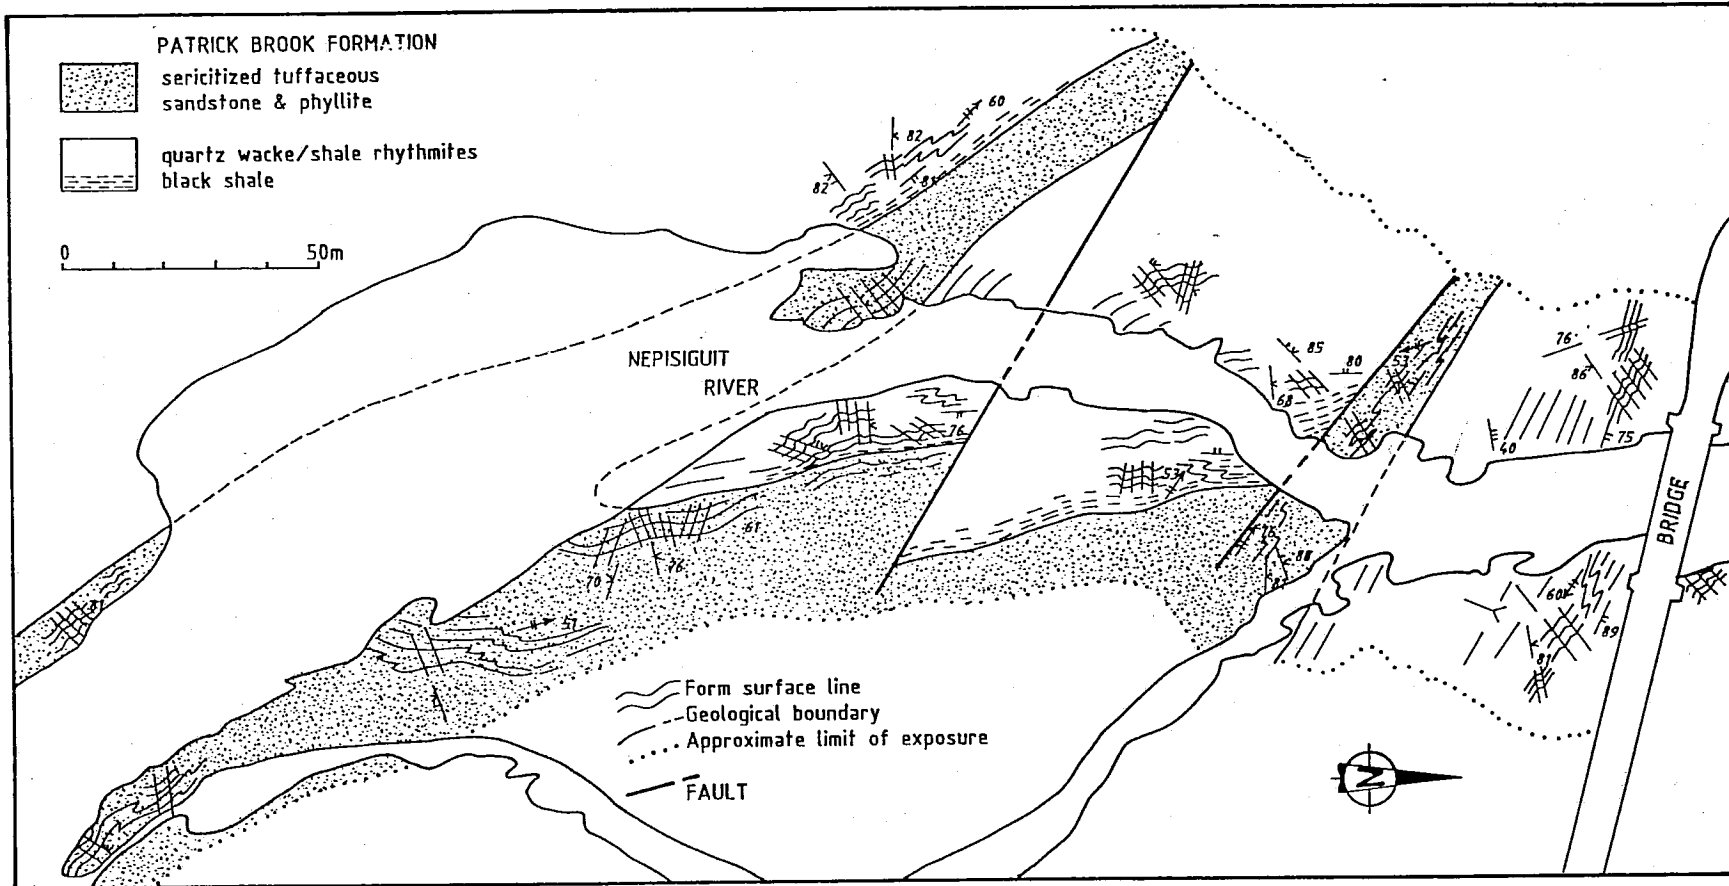 PATRICK BROOK FORMATION
sericitized tuffaceous
sandstone & phyllite
quartz wacke/shale rhythmites
black shale
0 50m
60
82
82
81
NEPISIGUIT
RIVER
85
80
53
68
76
86
40
75
76
53
61
70
76
88
57
60
89
81
BRIDGE
Form surface line
Geological boundary
Approximate limit of exposure
FAULT
N